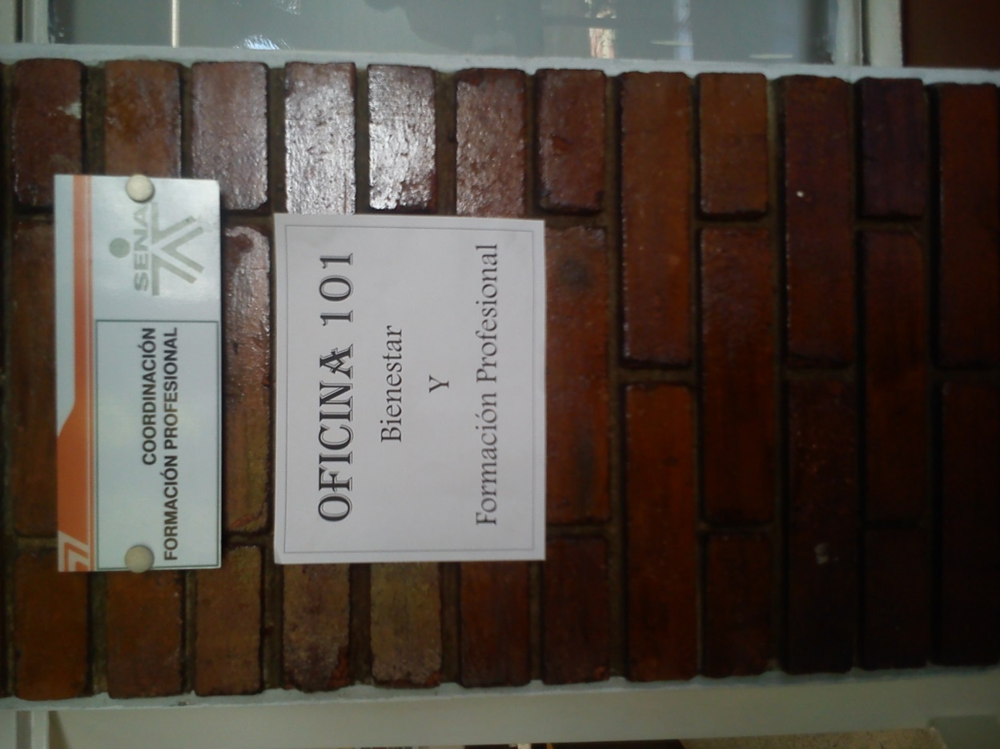 SENA
COORDINACIÓN
FORMACIÓN PROFESIONAL
OFICINA 101
Bienestar
Y
Formación Profesional